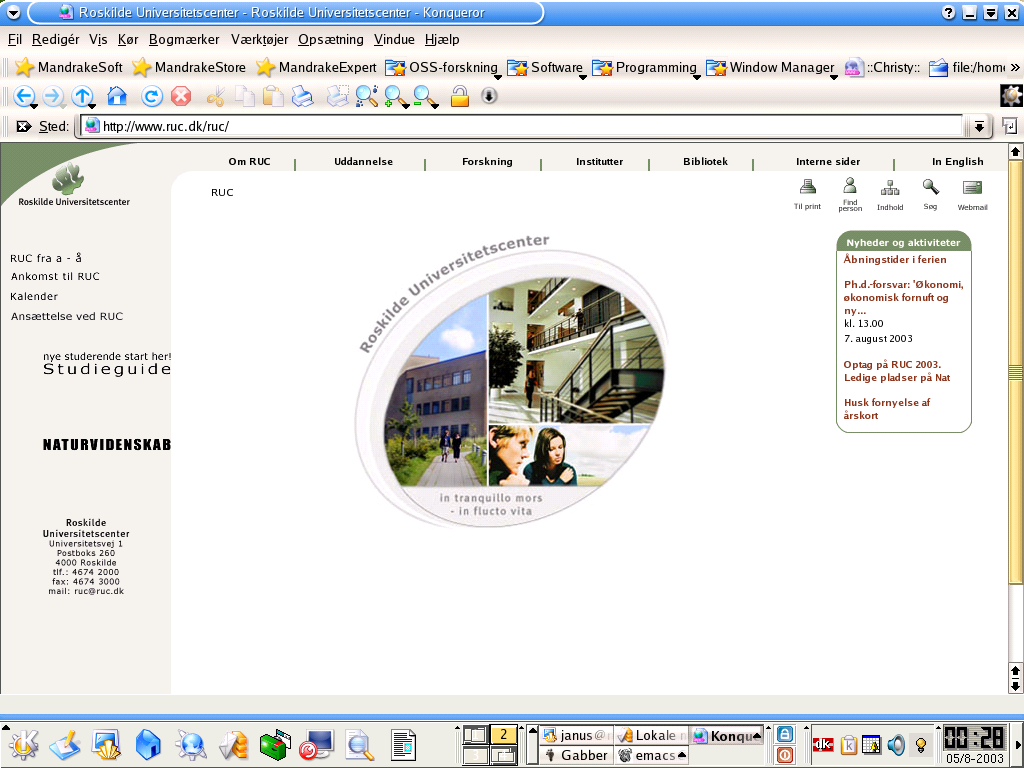 Roskilde Universitetscenter - Roskilde Universitetscenter - Konqueror
Fil Redigér Vis Kør Bogmærker Værktøjer Opsætning Vindue Hjælp
MandrakeSoft MandrakeStore MandrakeExpert OSS-forskning Software Programming Window Manager ::Christy:: file:/home »
Sted: http://www.ruc.dk/ruc/
Om RUC Uddannelse Forskning Institutter Bibliotek Interne sider In English
Roskilde Universitetscenter
RUC
Til print Find person Indhold Søg Webmail
RUC fra a - å
Ankomst til RUC
Kalender
Ansættelse ved RUC
nye studerende start her!
Studieguide
NATURVIDENSKAB
Roskilde
Universitetscenter
Universitetsvej 1
Postboks 260
4000 Roskilde
tlf.: 4674 2000
fax: 4674 3000
mail: ruc@ruc.dk
Roskilde Universitetscenter
in tranquillo mors
- in flucto vita
Nyheder og aktiviteter
Åbningstider i ferien
Ph.d.-forsvar: 'Økonomi,
økonomisk fornuft og
ny...
kl. 13.00
7. august 2003
Optag på RUC 2003.
Ledige pladser på Nat
Husk fornyelse af
årskort
2
janus@ Lokale Konqu
Gabber emacs
dk
00:28
05/8-2003